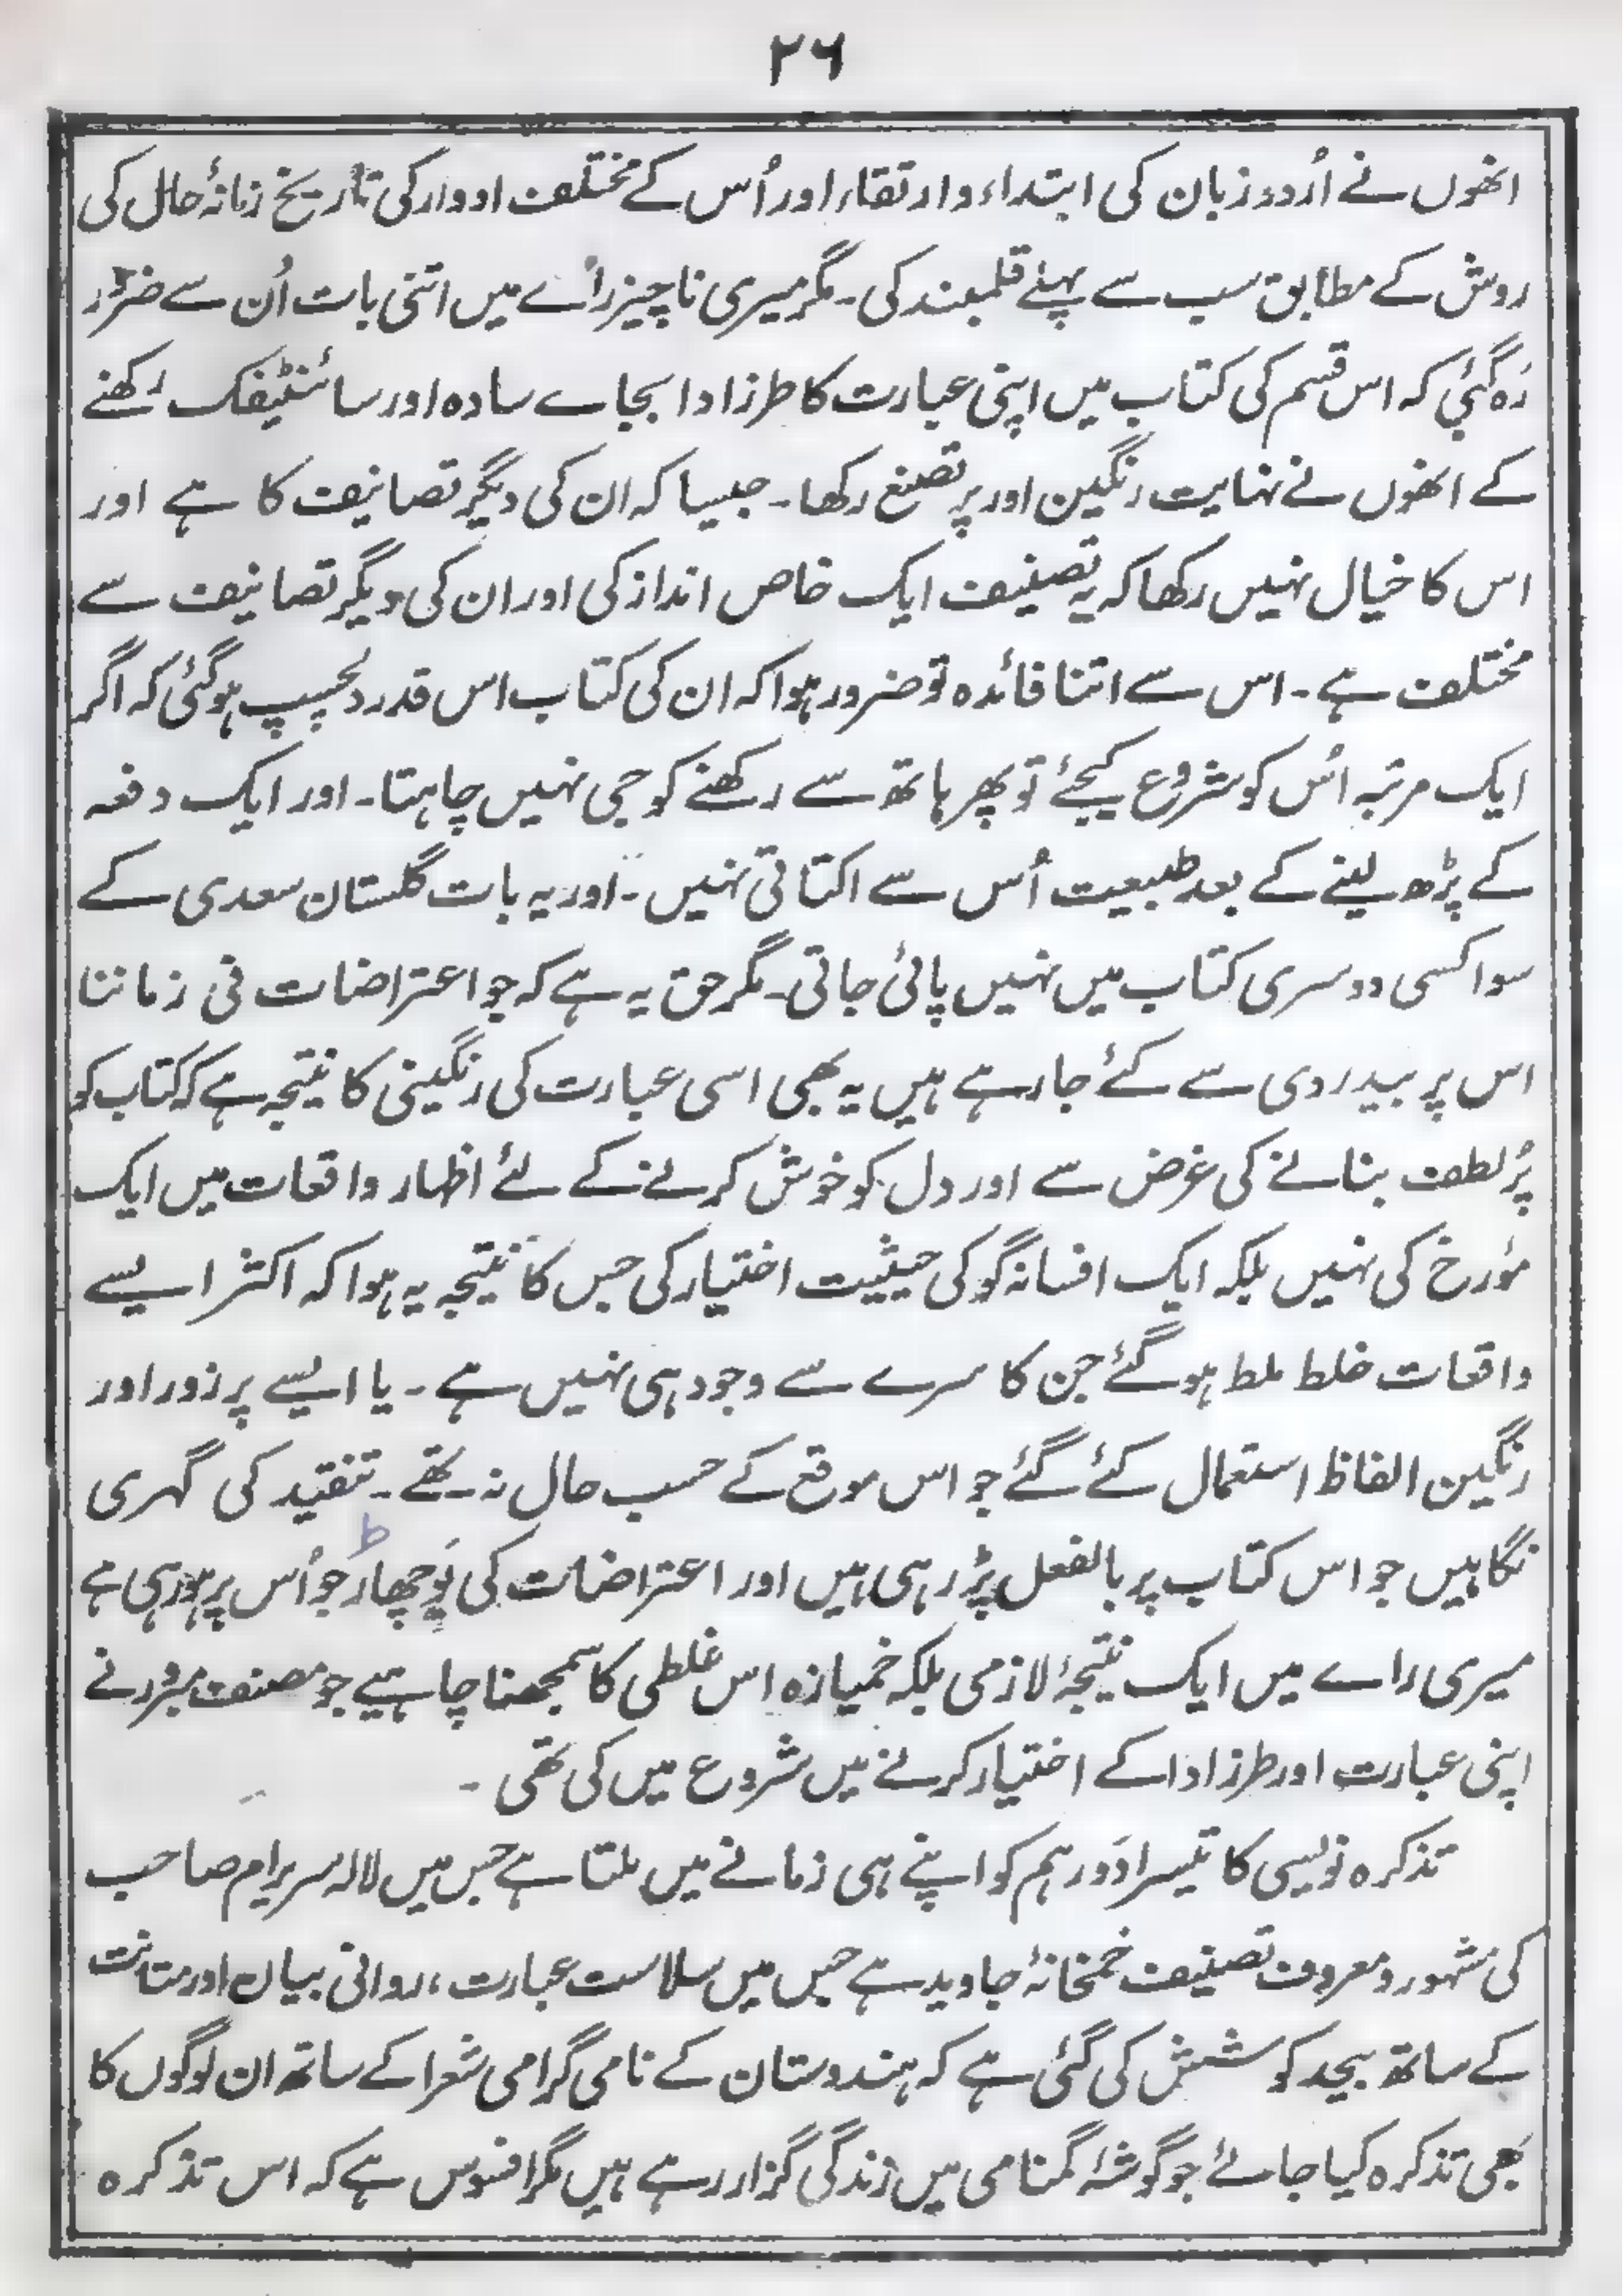 ۲۶
انھوں نے اُردو زبان کی ابتداء و ارتقاء اور اُس کے مختلف ادوار کی تاریخ زمانۂ حال کی
روش کے مطابق سب سے پہلے قلمبند کی۔ مگر میری ناچیز رائے میں اتنی بات اُن سے ضرور
رَہ گئی کہ اس قسم کی کتاب میں اپنی عبارت کا طرز ادا بجاے سادہ اور سائنٹیفک رکھنے
کے انھوں نے نہایت رنگین اور پر تصنع رکھا۔ جیسا کہ ان کی دیگر تصانیف کا ہے اور
اس کا خیال نہیں رکھا کہ یہ تصنیف ایک خاص انداز کی اور ان کی دیگر تصانیف سے
مختلف ہے۔ اس سے اتنا فائدہ تو ضرور ہوا کہ ان کی کتاب اس قدر دلچسپ ہو گئی کہ اگر
ایک مرتبہ اُس کو شروع کیجئے تو پھر ہاتھ سے رکھنے کو جی نہیں چاہتا۔ اور ایک دفعہ
کے پڑھ لینے کے بعد طبیعت اُس سے اکتاتی نہیں۔ اور یہ بات گلستان سعدی کے
سوا کسی دوسری کتاب میں نہیں پائی جاتی۔ مگر حق یہ ہے کہ جو اعتراضات فی زماننا
اس پر بیدردی سے کئے جا رہے ہیں یہ بھی اسی عبارت کی رنگینی کا نتیجہ ہے کہ کتاب کو
پُر لطف بنانے کی غرض سے اور دل کو خوش کرنے کے لئے اظہار واقعات میں ایک
مؤرخ کی نہیں بلکہ ایک افسانہ گو کی حیثیت اختیار کی جس کا نتیجہ یہ ہوا کہ اکثر ایسے
واقعات خلط ملط ہو گئے جن کا سرے سے وجود ہی نہیں ہے۔ یا ایسے پر زور اور
رنگین الفاظ استعمال کئے گئے جو اس موقع کے حسب حال نہ تھے۔ تنقید کی گہری
نگاہیں جو اس کتاب پر بالفعل پڑ رہی ہیں اور اعتراضات کی بَوچھار جو اُس پر ہو رہی ہے
میری راے میں ایک نتیجۂ لازمی بلکہ خمیازہ اس غلطی کا سمجھنا چاہیے جو مصنف مبرور نے
اپنی عبارت اور طرز ادا کے اختیار کرنے میں شروع میں کی تھی۔
تذکرہ نویسی کا تیسرا دَور ہم کو اپنے ہی زمانے میں ملتا ہے جس میں لالہ سریرام صاحب
کی مشہور و معروف تصنیف خمخانۂ جاوید ہے جس میں سلاست عبارت، روانی بیان اور متانت
کے ساتھ بیحد کوشش کی گئی ہے کہ ہندوستان کے نامی گرامی شعرا کے ساتھ ان لوگوں کا
بھی تذکرہ کیا جائے جو گوشۂ گمنامی میں زندگی گزار رہے ہیں مگر افسوس ہے کہ اس تذکرہ